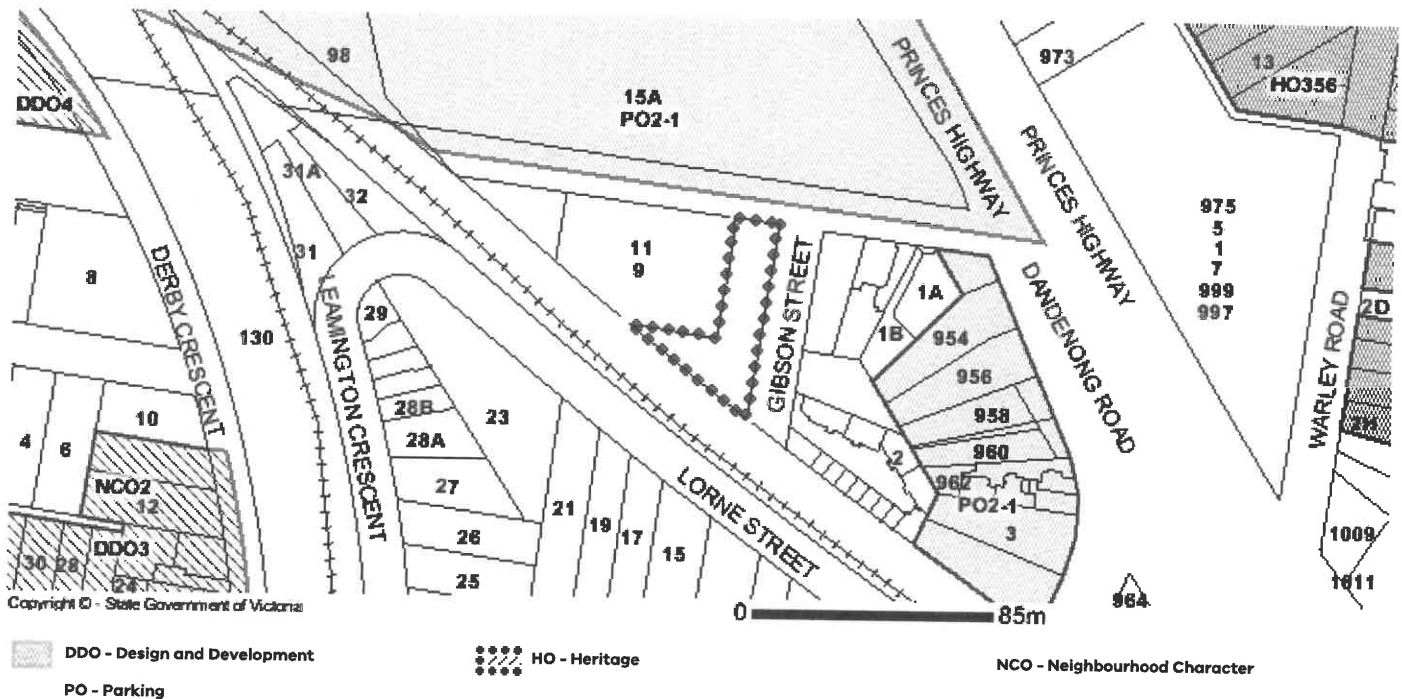 98
15A
PO2-1
PRINCES HIGHWAY
973
13
HO356
DDO4
PRINCES HIGHWAY
31A
32
31
8
DERBY CRESCENT
130
LEAMINGTON CRESCENT
29
11
9
GIBSON STREET
1A
1B
954
956
958
960
962
PO2-1
3
2
DANDENONG ROAD
975
5
1
7
999
997
WARLEY ROAD
2D
10
4
6
28B
28A
23
27
26
25
21
19
17
15
LORNE STREET
NCO2
12
DDO3
30
28
24
1009
1011
964
Copyright © - State Government of Victoria
0
85m
DDO - Design and Development
HO - Heritage
NCO - Neighbourhood Character
PO - Parking